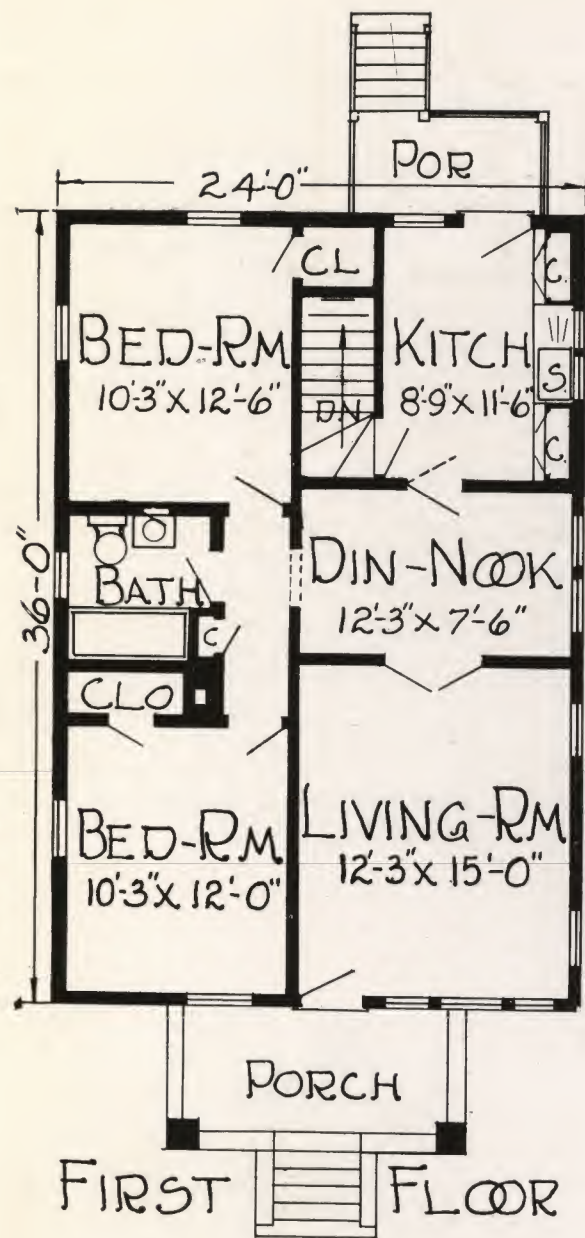 POR
24'-0"
CL
C.
BED-RM
10'-3" X 12'-6"
KITCH
8'-9" X 11'-6"
DN
S.
C.
36'-0"
BATH
DIN-NOOK
12'-3" X 7'-6"
C
CLO
BED-RM
10'-3" X 12'-0"
LIVING-RM
12'-3" X 15'-0"
PORCH
FIRST FLOOR